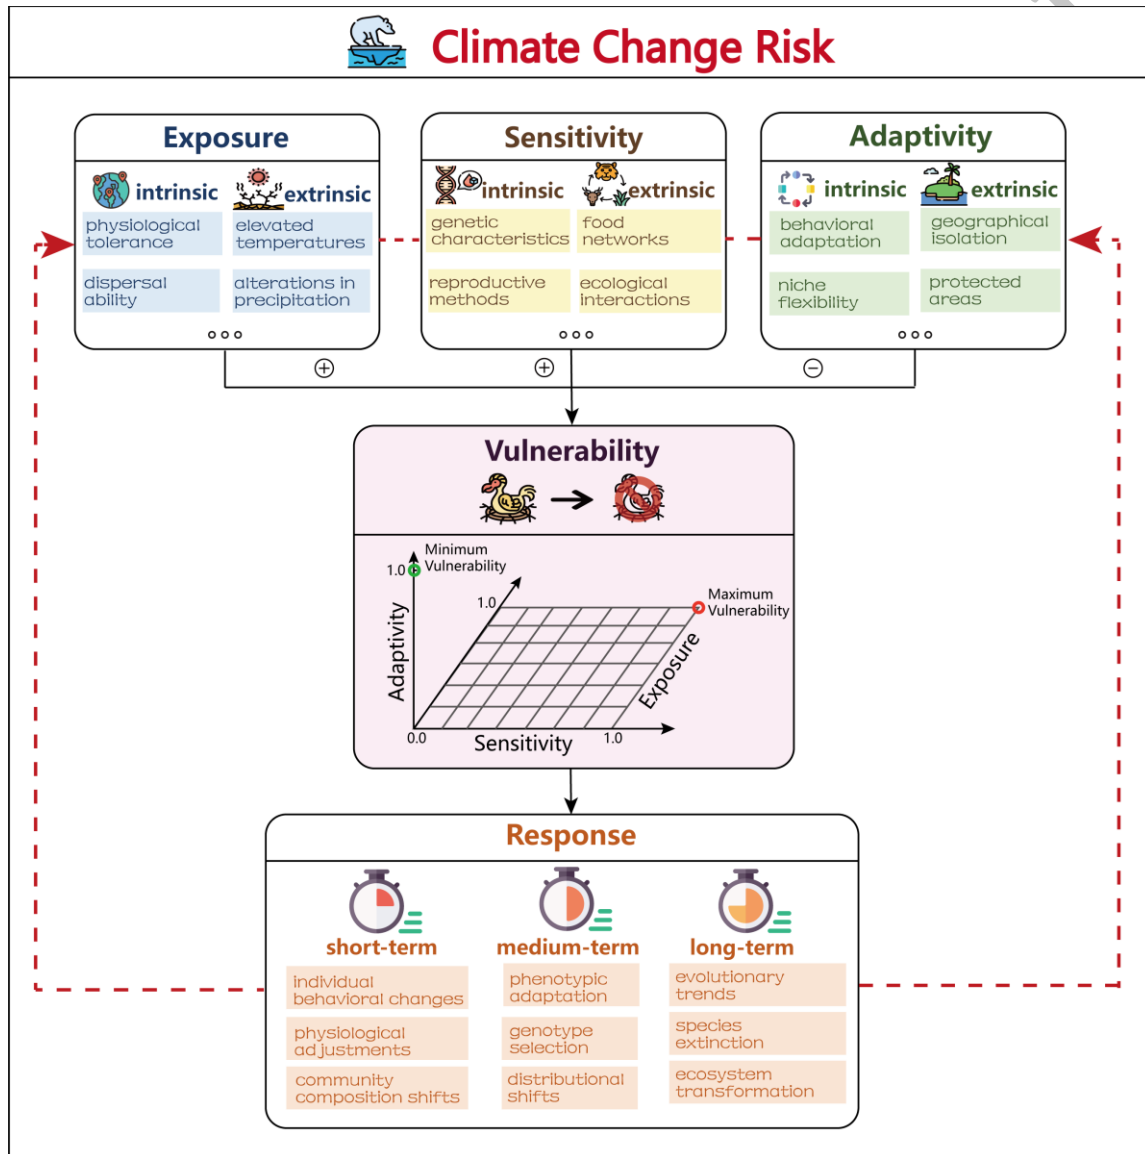 Climate Change Risk
Exposure
intrinsic
extrinsic
physiological
tolerance
elevated
temperatures
dispersal
ability
alterations in
precipitation
Sensitivity
intrinsic
extrinsic
genetic
characteristics
food
networks
reproductive
methods
ecological
interactions
Adaptivity
intrinsic
extrinsic
behavioral
adaptation
geographical
isolation
niche
flexibility
protected
areas
+
+
−
Vulnerability
Minimum
Vulnerability
1.0
1.0
Maximum
Vulnerability
Adaptivity
Exposure
0.0
Sensitivity
1.0
Response
short-term
medium-term
long-term
individual
behavioral changes
phenotypic
adaptation
evolutionary
trends
physiological
adjustments
genotype
selection
species
extinction
community
composition shifts
distributional
shifts
ecosystem
transformation